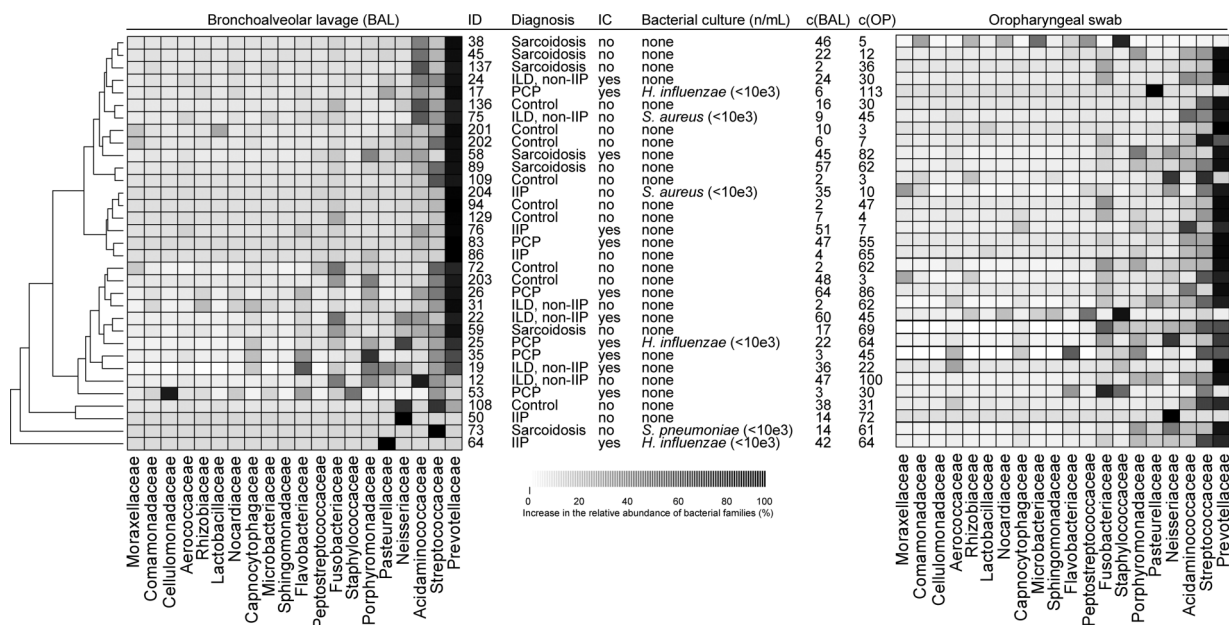 Bronchoalveolar lavage (BAL) ID Diagnosis IC Bacterial culture (n/mL) c(BAL) c(OP) Oropharyngeal swab
38 Sarcoidosis no none 46 5
45 Sarcoidosis no none 22 12
137 Sarcoidosis no none 2 36
24 ILD, non-IIP yes none 24 30
17 PCP yes H. influenzae (<10e3) 6 113
136 Control no none 16 30
75 ILD, non-IIP no S. aureus (<10e3) 9 45
201 Control no none 10 3
202 Control no none 6 7
58 Sarcoidosis yes none 45 82
89 Sarcoidosis no none 57 62
109 Control no none 2 3
204 IIP no S. aureus (<10e3) 35 10
94 Control no none 2 47
129 Control no none 7 4
76 IIP yes none 51 7
83 PCP yes none 47 55
86 IIP no none 4 65
72 Control no none 2 62
203 Control no none 48 3
26 PCP yes none 64 86
31 ILD, non-IIP no none 2 62
22 ILD, non-IIP yes none 60 45
59 Sarcoidosis no none 17 69
25 PCP yes H. influenzae (<10e3) 22 64
35 PCP yes none 3 45
19 ILD, non-IIP yes none 36 22
12 ILD, non-IIP no none 47 100
53 PCP yes none 3 30
108 Control no none 38 31
50 IIP no none 14 72
73 Sarcoidosis no S. pneumoniae (<10e3) 14 61
64 IIP yes H. influenzae (<10e3) 42 64
Moraxellaceae
Comamonadaceae
Cellulomonadaceae
Aerococcaceae
Rhizobiaceae
Lactobacillaceae
Nocardiaceae
Capnocytophagaceae
Microbacteriaceae
Sphingomonadaceae
Flavobacteriaceae
Peptostreptococcaceae
Fusobacteriaceae
Staphylococcaceae
Porphyromonadaceae
Pasteurellaceae
Neisseriaceae
Acidaminococcaceae
Streptococcaceae
Prevotellaceae
0 20 40 60 80 100
Increase in the relative abundance of bacterial families (%)
Moraxellaceae
Comamonadaceae
Cellulomonadaceae
Aerococcaceae
Rhizobiaceae
Lactobacillaceae
Nocardiaceae
Capnocytophagaceae
Microbacteriaceae
Sphingomonadaceae
Flavobacteriaceae
Peptostreptococcaceae
Fusobacteriaceae
Staphylococcaceae
Porphyromonadaceae
Pasteurellaceae
Neisseriaceae
Acidaminococcaceae
Streptococcaceae
Prevotellaceae